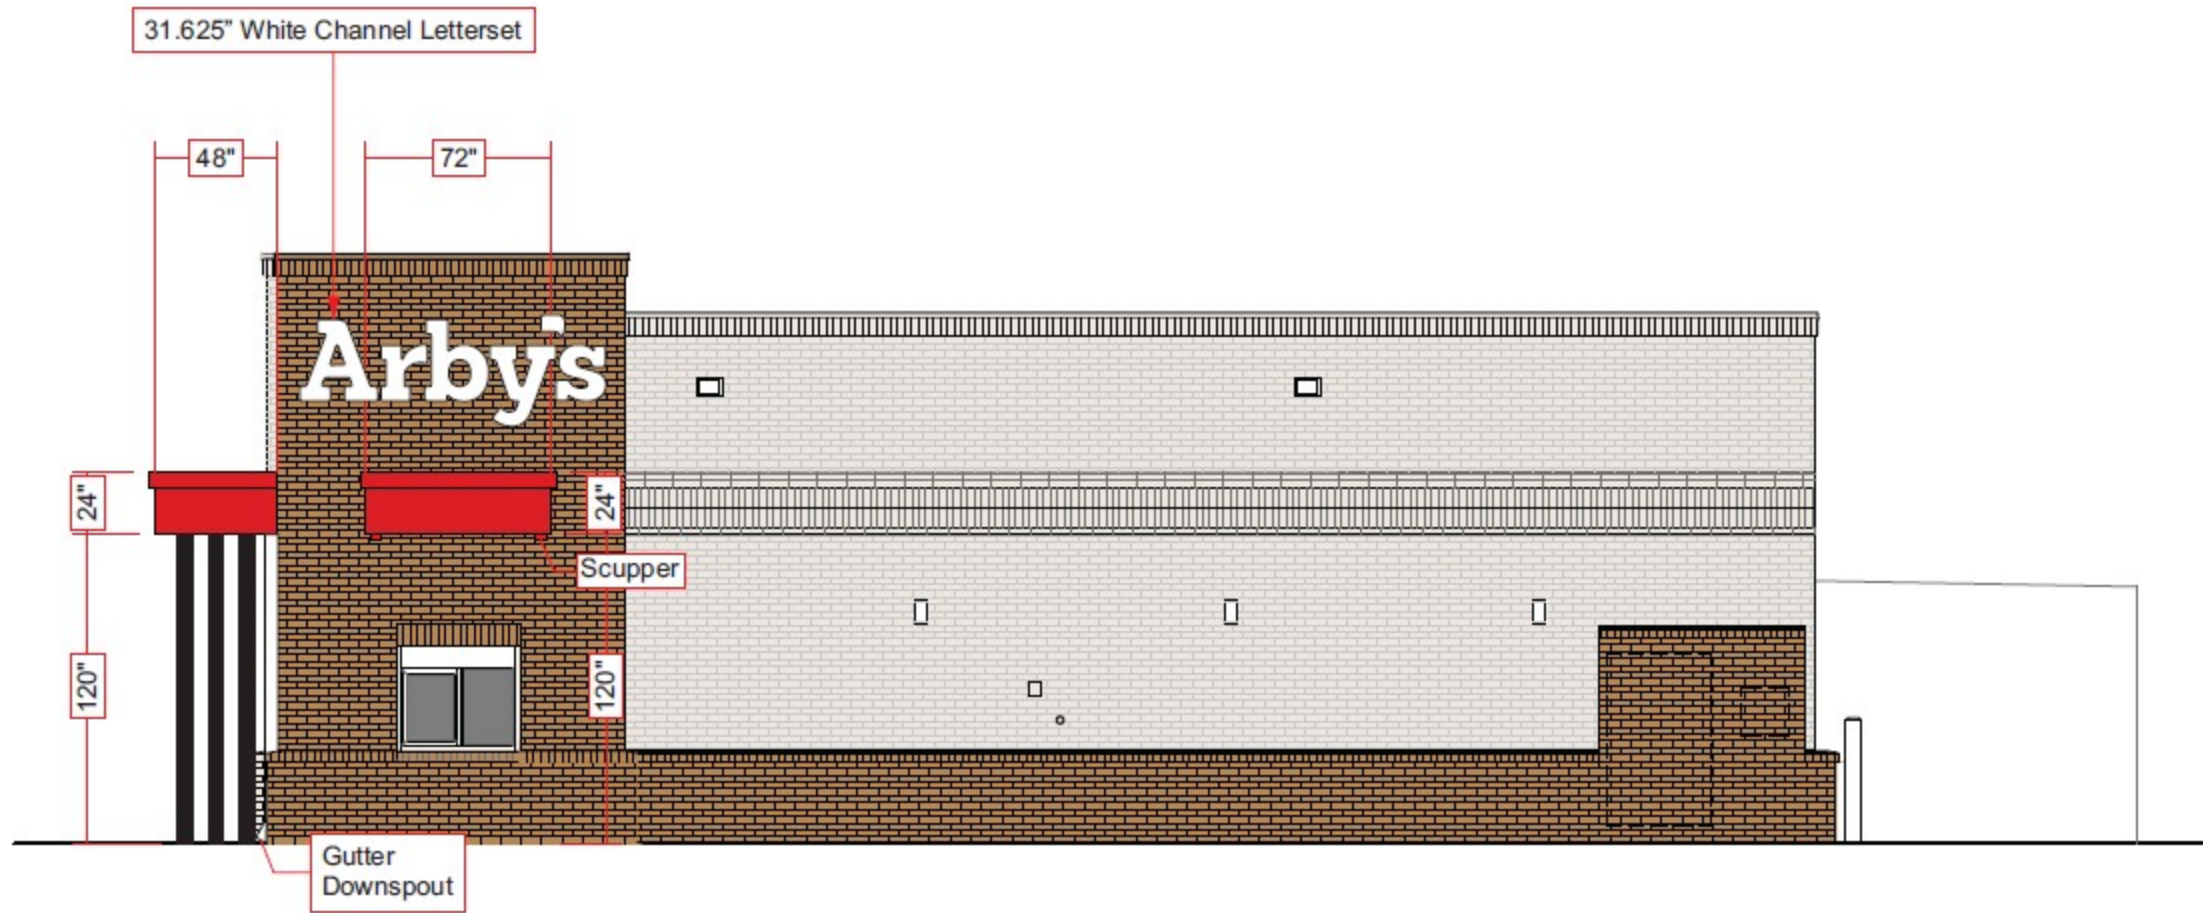 31.625” White Channel Letterset
48"
72"
Arby's
24"
24"
Scupper
120"
120"
Gutter
Downspout